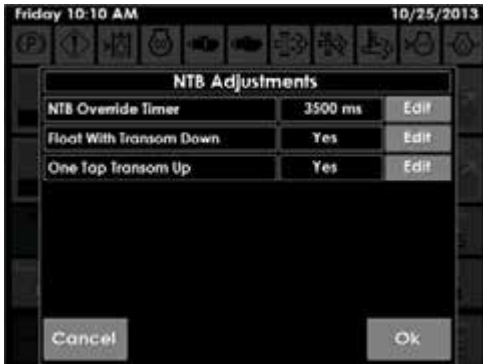 Friday 10:10 AM 10/25/2013
NTB Adjustments
NTB Override Timer 3500 ms Edit
Float With Transom Down Yes Edit
One Tap Transom Up Yes Edit
Cancel Ok